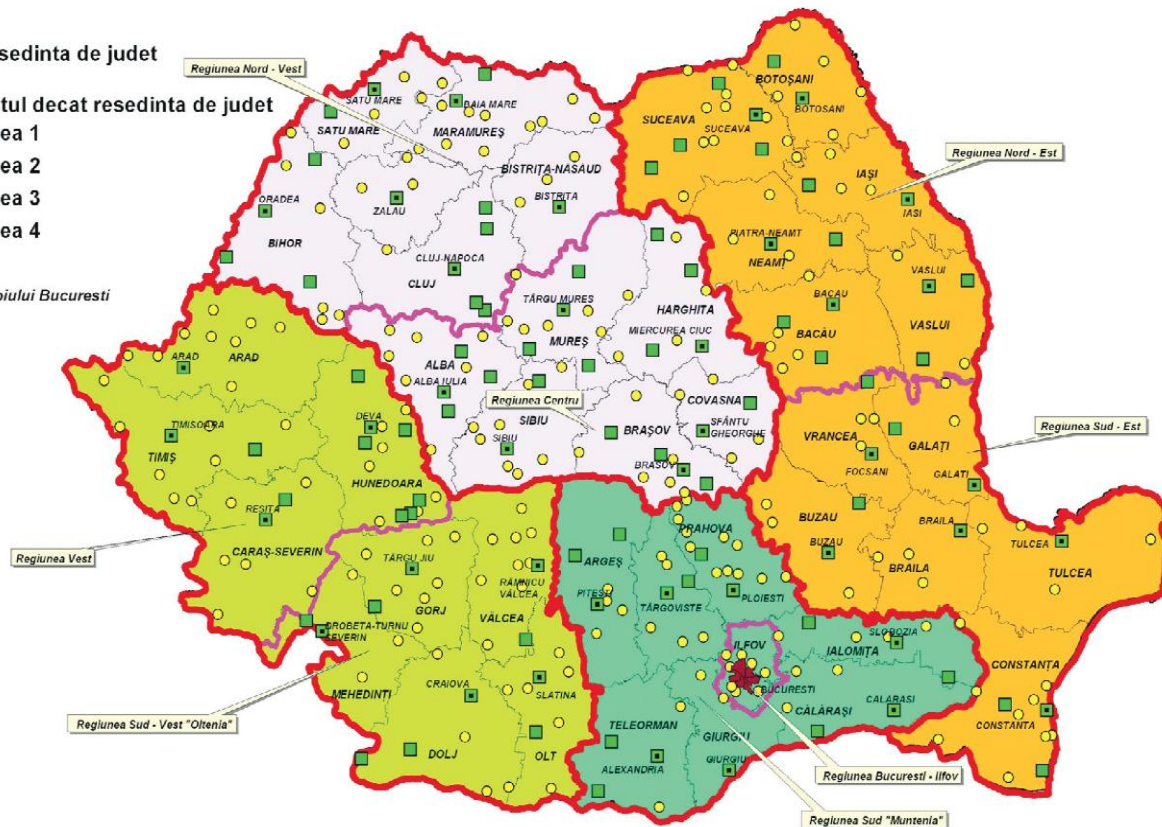 esedinta de judet
tul decat resedinta de judet
ea 1
ea 2
ea 3
ea 4
piului Bucuresti
Regiunea Nord - Vest
SATU MARE
BAIA MARE
SATU MARE
MARAMUREȘ
BISTRIȚA-NASAUD
ORADEA
ZALAU
BISTRITA
BIHOR
CLUJ-NAPOCA
CLUJ
BOTOȘANI
BOTOSANI
SUCEAVA
SUCEAVA
Regiunea Nord - Est
IAȘI
IASI
PIATRA-NEAMT
NEAMȚ
VASLUI
BACAU
BACĂU
VASLUI
HARGHITA
TÂRGU MURES
MIERCUREA CIUC
MUREȘ
ALBA
ALBA IULIA
Regiunea Centru
SIBIU
SIBIU
COVASNA
SFÂNTU
GHEORGHE
BRAȘOV
BRASOV
ARAD
ARAD
TIMISOARA
TIMIȘ
DEVA
HUNEDOARA
RESITA
Regiunea Vest
CARAȘ-SEVERIN
VRANCEA
FOCSANI
GALAȚI
GALATI
Regiunea Sud - Est
BUZAU
BUZAU
BRAILA
BRAILA
TULCEA
TULCEA
CONSTANȚA
CONSTANTA
TÂRGU JIU
GORJ
RÂMNICU
VÂLCEA
VÂLCEA
DROBETA-TURNU
SEVERIN
MEHEDINTI
CRAIOVA
SLATINA
DOLJ
OLT
Regiunea Sud - Vest "Oltenia"
ARGEȘ
PITESTI
TÂRGOVISTE
PRAHOVA
PLOIESTI
ILFOV
BUCURESTI
SLOBOZIA
IALOMIȚA
CALARASI
CĂLĂRAȘI
TELEORMAN
ALEXANDRIA
GIURGIU
GIURGIU
Regiunea Bucuresti - Ilfov
Regiunea Sud "Muntenia"